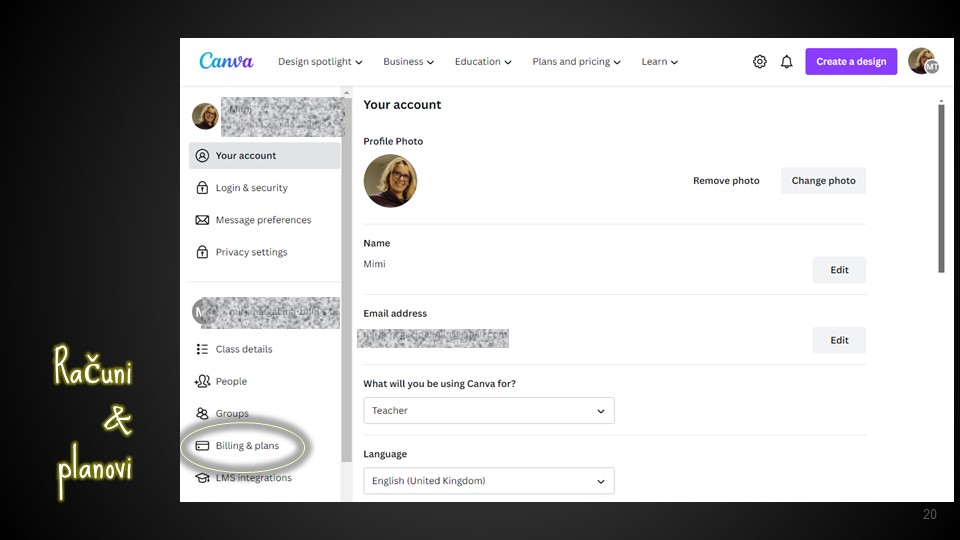 Canva
Design spotlight
Business
Education
Plans and pricing
Learn
Create a design
MT
Mimi
Your account
Login & security
Message preferences
Privacy settings
Class details
People
Groups
Billing & plans
LMS integrations
Your account
Profile Photo
Remove photo
Change photo
Name
Mimi
Edit
Email address
Edit
What will you be using Canva for?
Teacher
Language
English (United Kingdom)
Računi
&
planovi
20